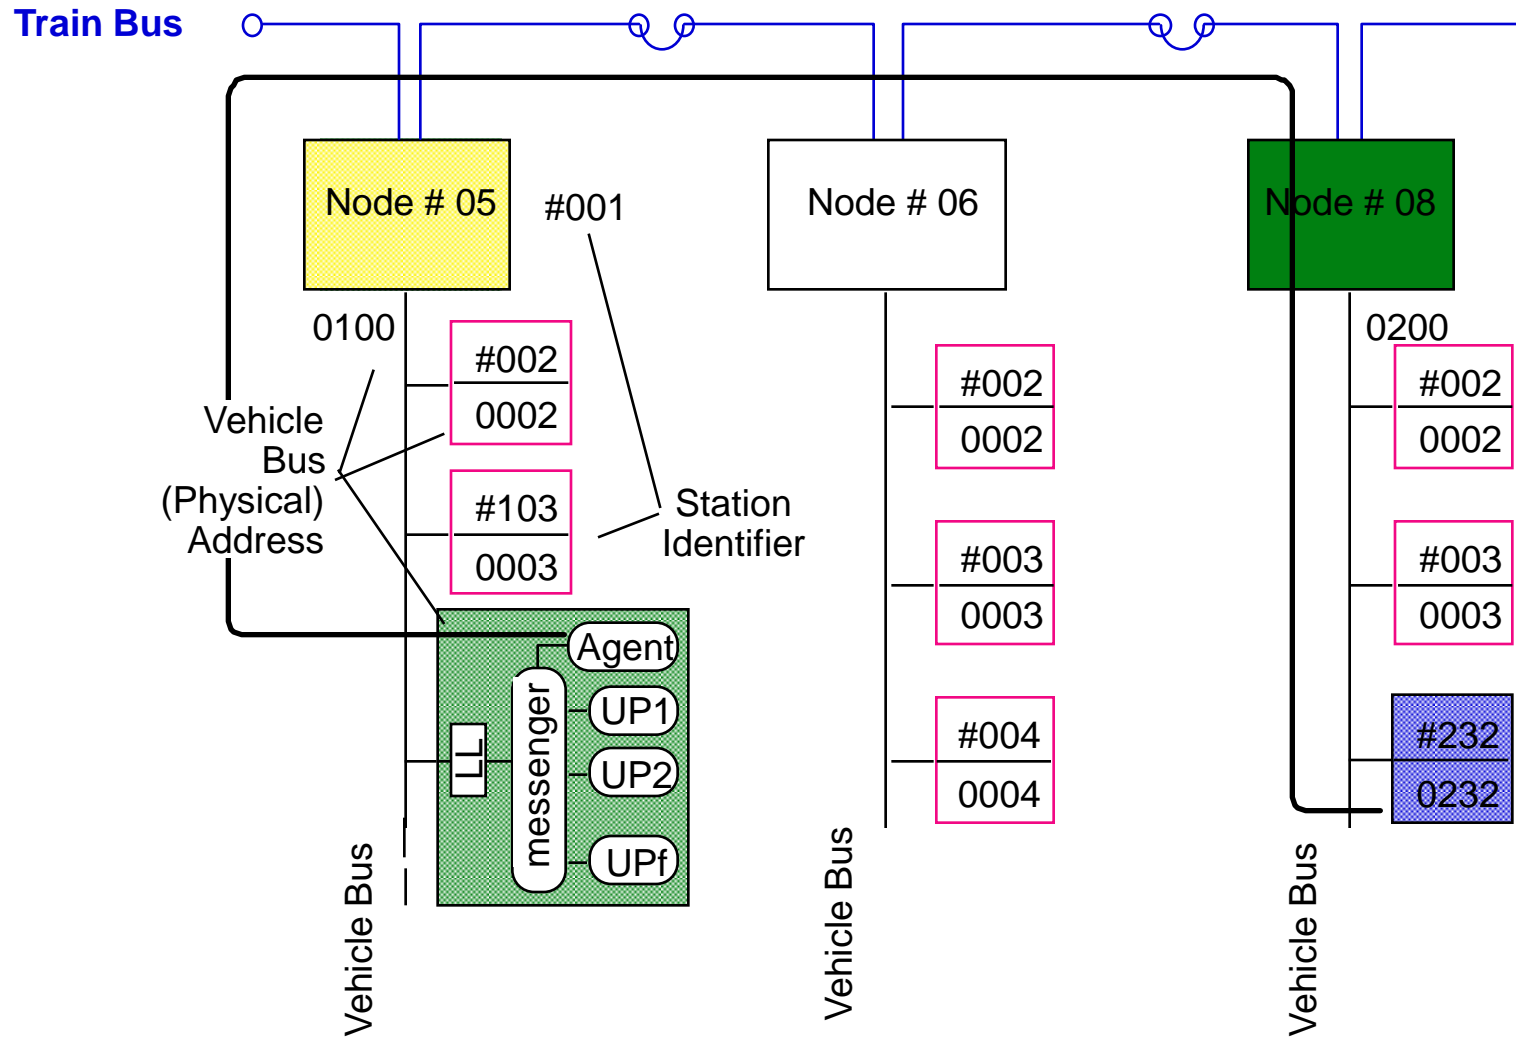 Train Bus
Node # 05
#001
Node # 06
Node # 08
0100
0200
#002
0002
#103
0003
Vehicle
Bus
(Physical)
Address
Station
Identifier
Agent
UP1
UP2
UPf
messenger
LL
Vehicle Bus
#002
0002
#003
0003
#004
0004
Vehicle Bus
#002
0002
#003
0003
#232
0232
Vehicle Bus